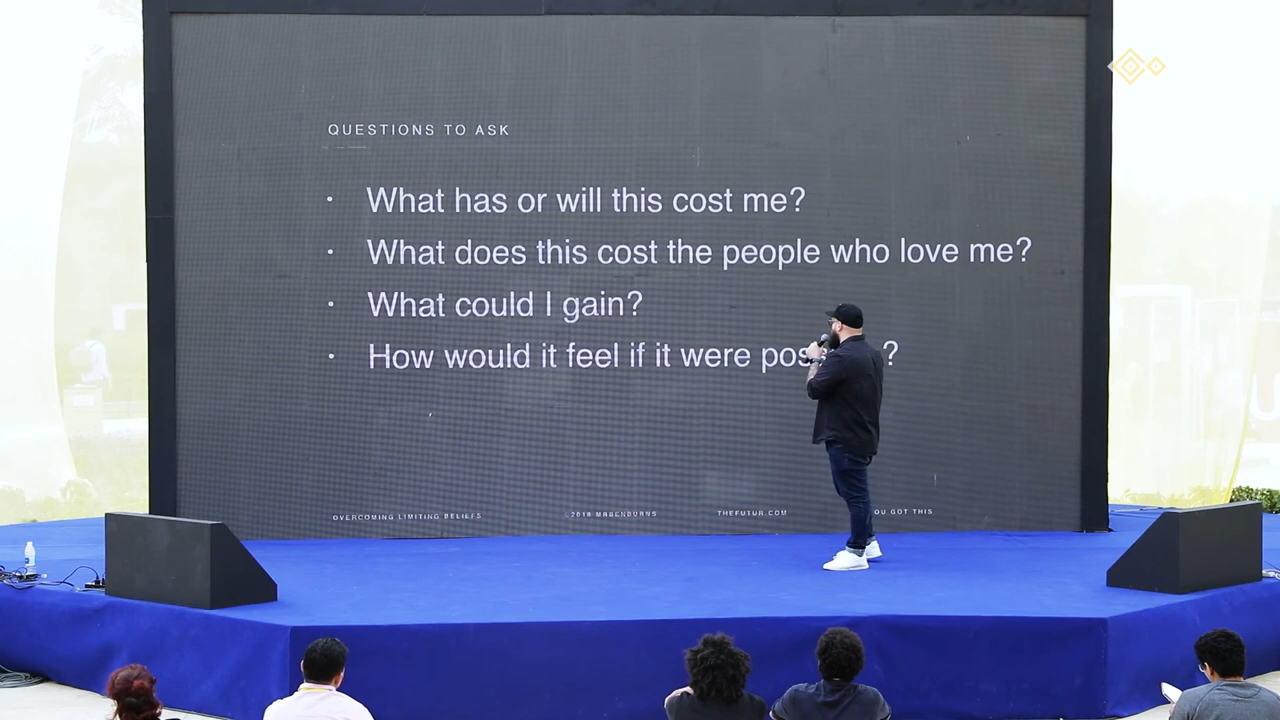 QUESTIONS TO ASK
• What has or will this cost me?
• What does this cost the people who love me?
• What could I gain?
• How would it feel if it were ?
OVERCOMING LIMITING BELIEFS ©2018 MRBENBURNS THEFUTUR.COM OU GOT THIS